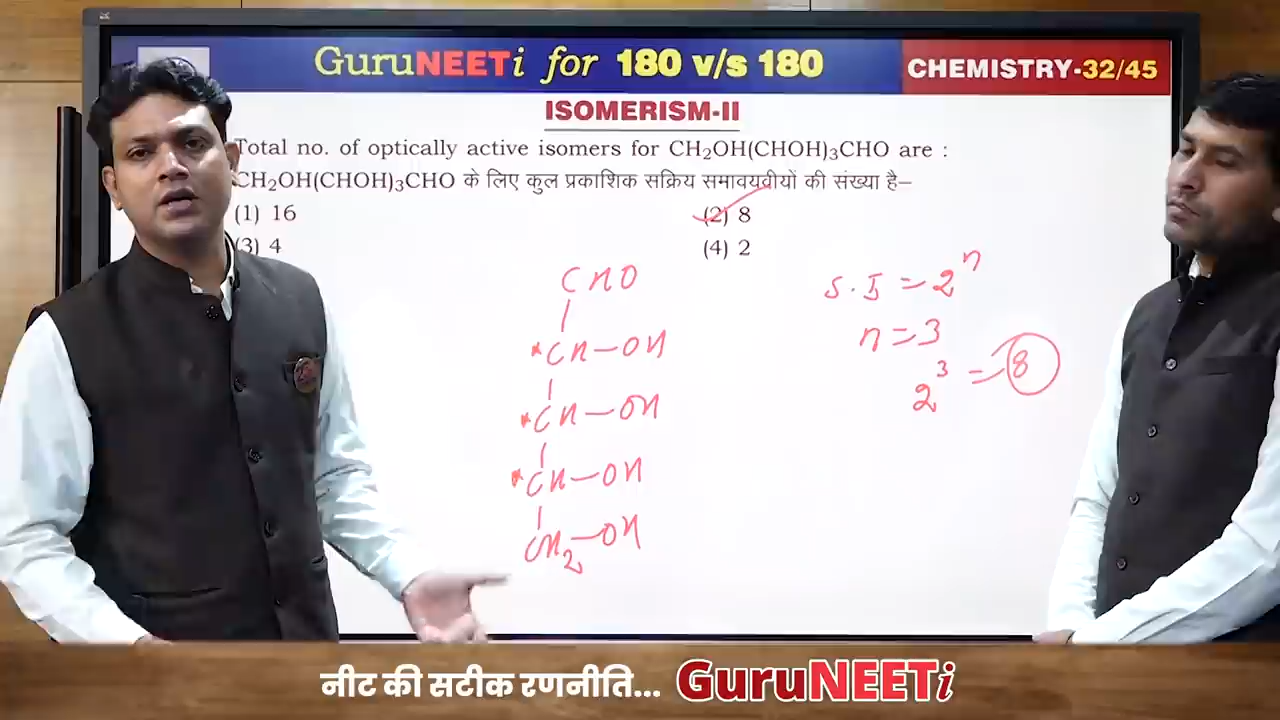 GuruNEETi for 180 v/s 180
CHEMISTRY-32/45
ISOMERISM-II
Total no. of optically active isomers for CH₂OH(CHOH)₃CHO are :
CH₂OH(CHOH)₃CHO के लिए कुल प्रकाशिक सक्रिय समावयवीयों की संख्या है–
(1) 16
(2) 8
(3) 4
(4) 2
CHO
*CH–OH
*CH–OH
*CH–OH
CH₂–OH
S.I = 2ⁿ
n = 3
2³ = 8
नीट की सटीक रणनीति... GuruNEETi